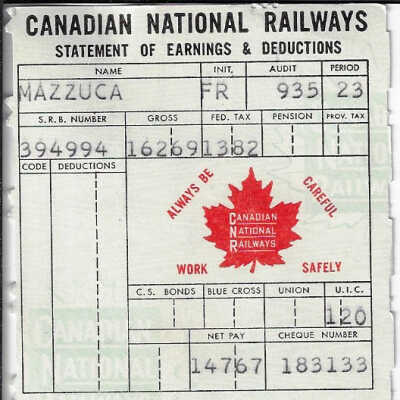 CANADIAN NATIONAL RAILWAYS
STATEMENT OF EARNINGS & DEDUCTIONS
NAME INIT. AUDIT PERIOD
MAZZUCA FR 935 23
S.R.B. NUMBER GROSS FED. TAX PENSION PROV. TAX
394994 16269 1382
CODE DEDUCTIONS
ALWAYS BE CAREFUL
CANADIAN
NATIONAL
RAILWAYS
WORK SAFELY
C.S. BONDS BLUE CROSS UNION U.I.C.
120
NET PAY CHEQUE NUMBER
14767 183133